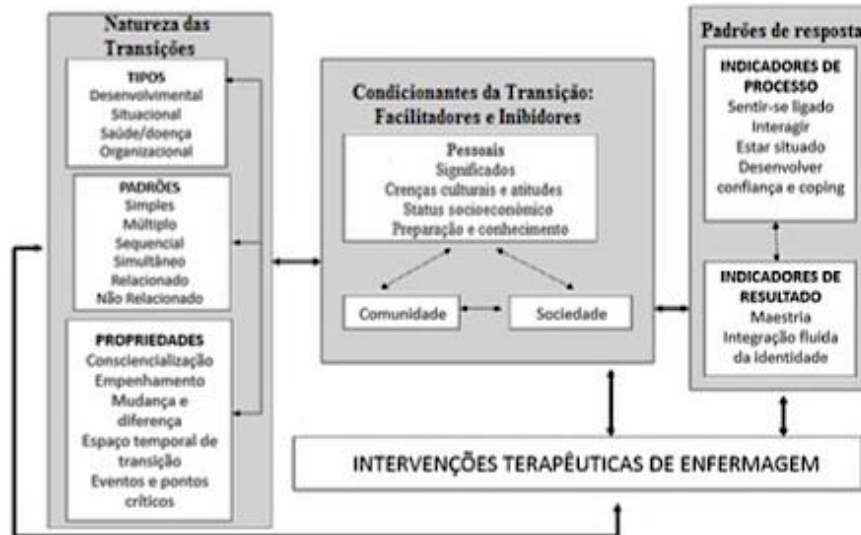 Natureza das
Transições
TIPOS
Desenvolvimental
Situacional
Saúde/doença
Organizacional
PADRÕES
Simples
Múltiplo
Sequencial
Simultâneo
Relacionado
Não Relacionado
PROPRIEDADES
Consciencialização
Empenhamento
Mudança e
diferença
Espaço temporal de
transição
Eventos e pontos
críticos
Condicionantes da Transição:
Facilitadores e Inibidores
Pessoais
Significados
Crenças culturais e atitudes
Status socioeconómico
Preparação e conhecimento
Comunidade
Sociedade
Padrões de resposta
INDICADORES DE
PROCESSO
Sentir-se ligado
Interagir
Estar situado
Desenvolver
confiança e coping
INDICADORES DE
RESULTADO
Maestria
Integração fluida
da identidade
INTERVENÇÕES TERAPÊUTICAS DE ENFERMAGEM